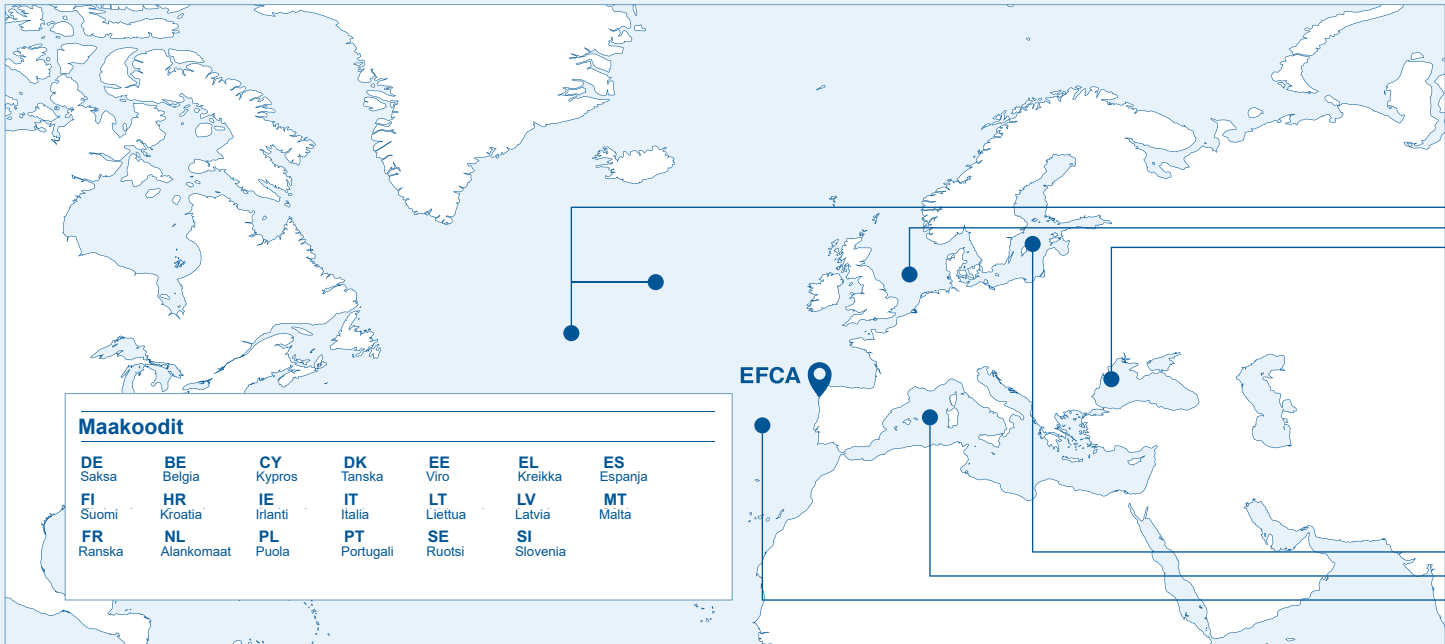 EFCA
Maakoodit
DE BE CY DK EE EL ES
Saksa Belgia Kypros Tanska Viro Kreikka Espanja
FI HR IE IT LT LV MT
Suomi Kroatia Irlanti Italia Liettua Latvia Malta
FR NL PL PT SE SI
Ranska Alankomaat Puola Portugali Ruotsi Slovenia